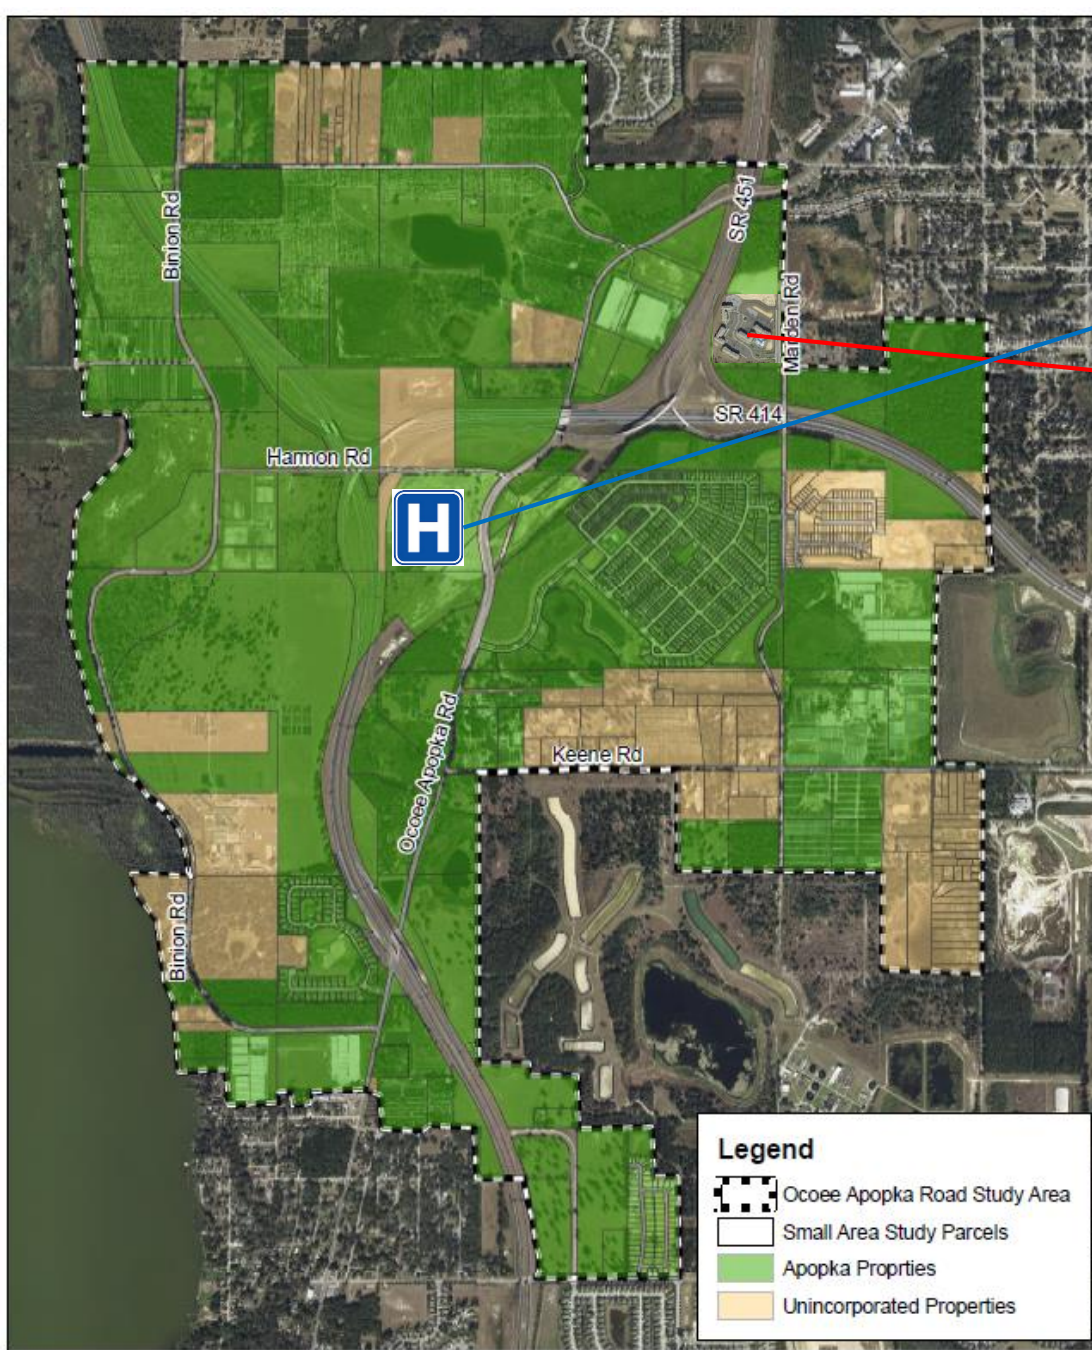 SR 451
Binion Rd
Marden Rd
SR 414
Harmon Rd
H
Ocoee Apopka Rd
Keene Rd
Binion Rd
Legend
Ocoee Apopka Road Study Area
Small Area Study Parcels
Apopka Proprties
Unincorporated Properties